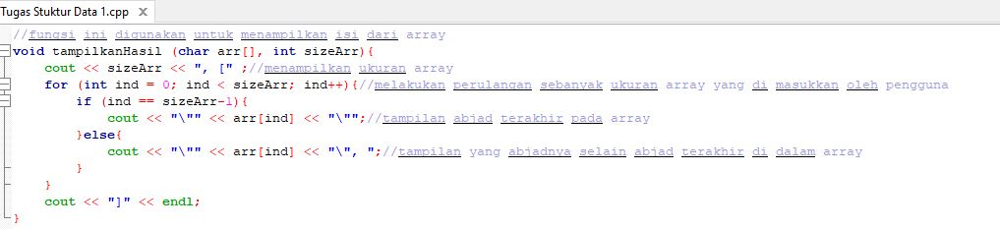 Tugas Stuktur Data 1.cpp
//fungsi ini digunakan untuk menampilkan isi dari array
void tampilkanHasil (char arr[], int sizeArr){
    cout << sizeArr << ", [" ;//menampilkan ukuran array
    for (int ind = 0; ind < sizeArr; ind++){//melakukan perulangan sebanyak ukuran array yang di masukkan oleh pengguna
        if (ind == sizeArr-1){
            cout << "\"" << arr[ind] << "\"";//tampilan abjad terakhir pada array
        }else{
            cout << "\"" << arr[ind] << "\", ";//tampilan yang abjadnya selain abjad terakhir di dalam array
        }
    }
    cout << "]" << endl;
}